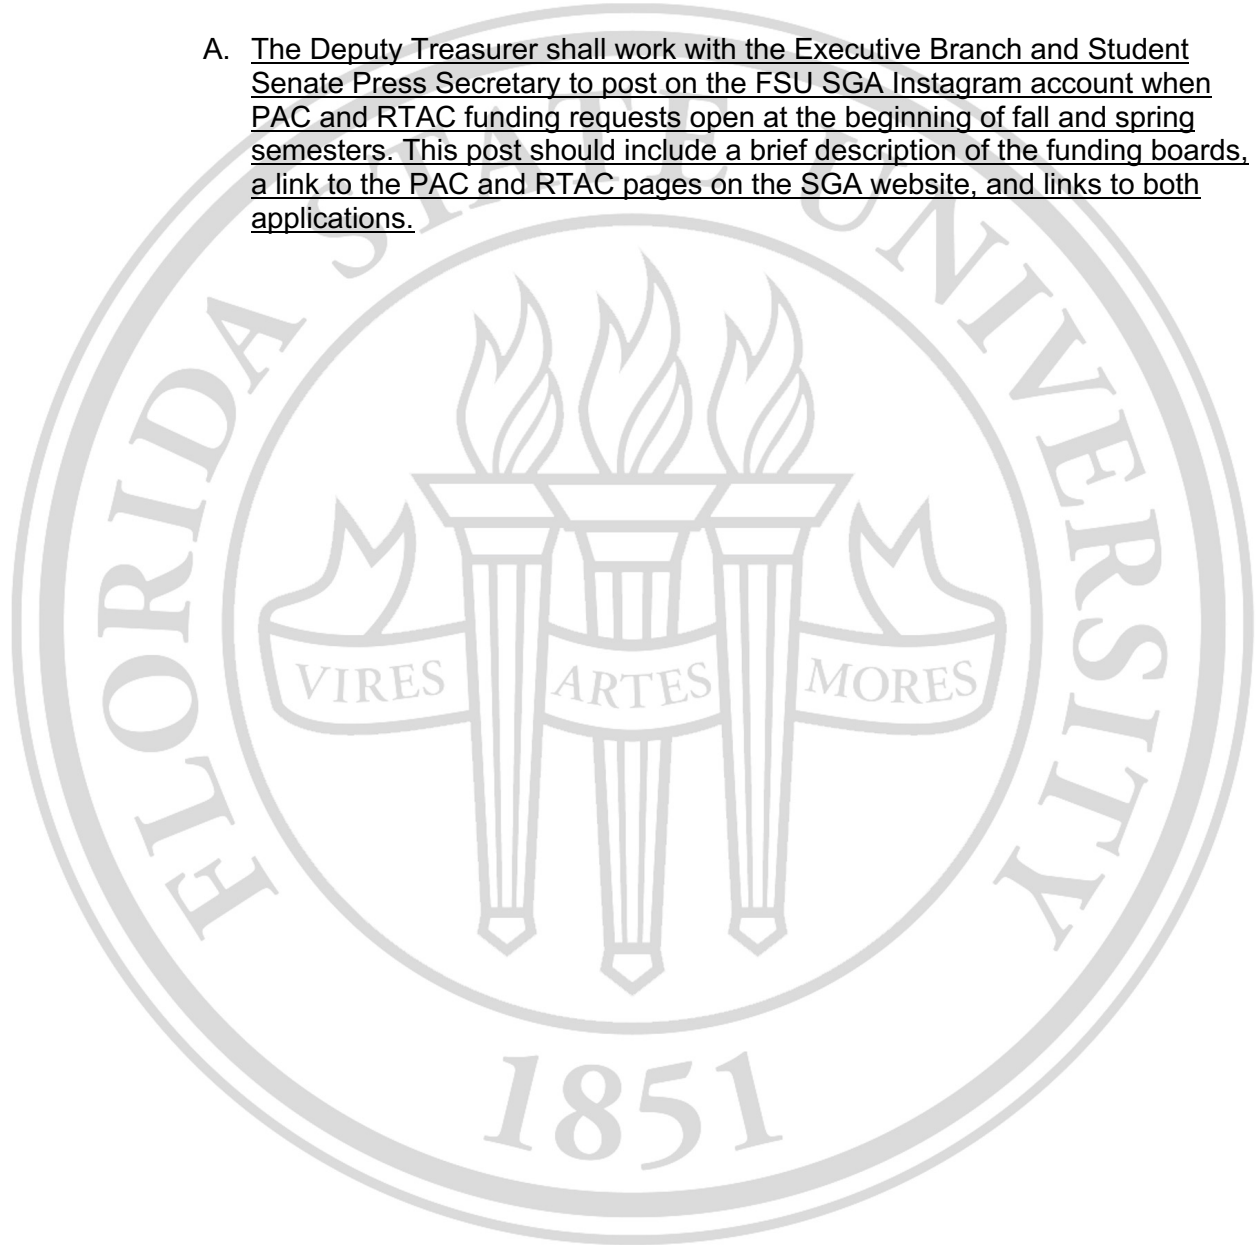 A. The Deputy Treasurer shall work with the Executive Branch and Student
Senate Press Secretary to post on the FSU SGA Instagram account when
PAC and RTAC funding requests open at the beginning of fall and spring
semesters. This post should include a brief description of the funding boards,
a link to the PAC and RTAC pages on the SGA website, and links to both
applications.
FLORIDA STATE UNIVERSITY
VIRES ARTES MORES
1851